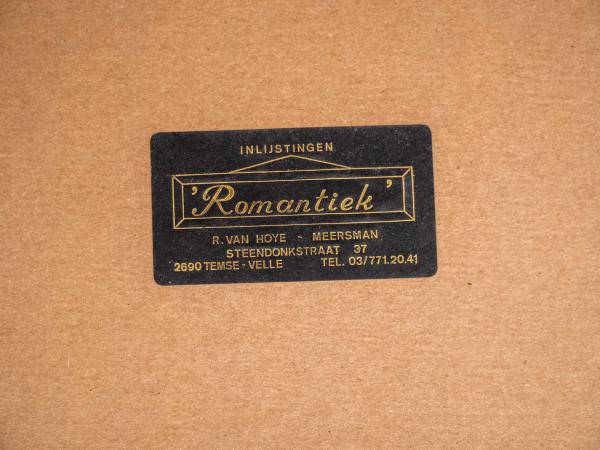 INLIJSTINGEN
'Romantiek'
R. VAN HOYE - MEERSMAN
STEENDONKSTRAAT 37
2690 TEMSE - VELLE TEL. 03/771.20.41